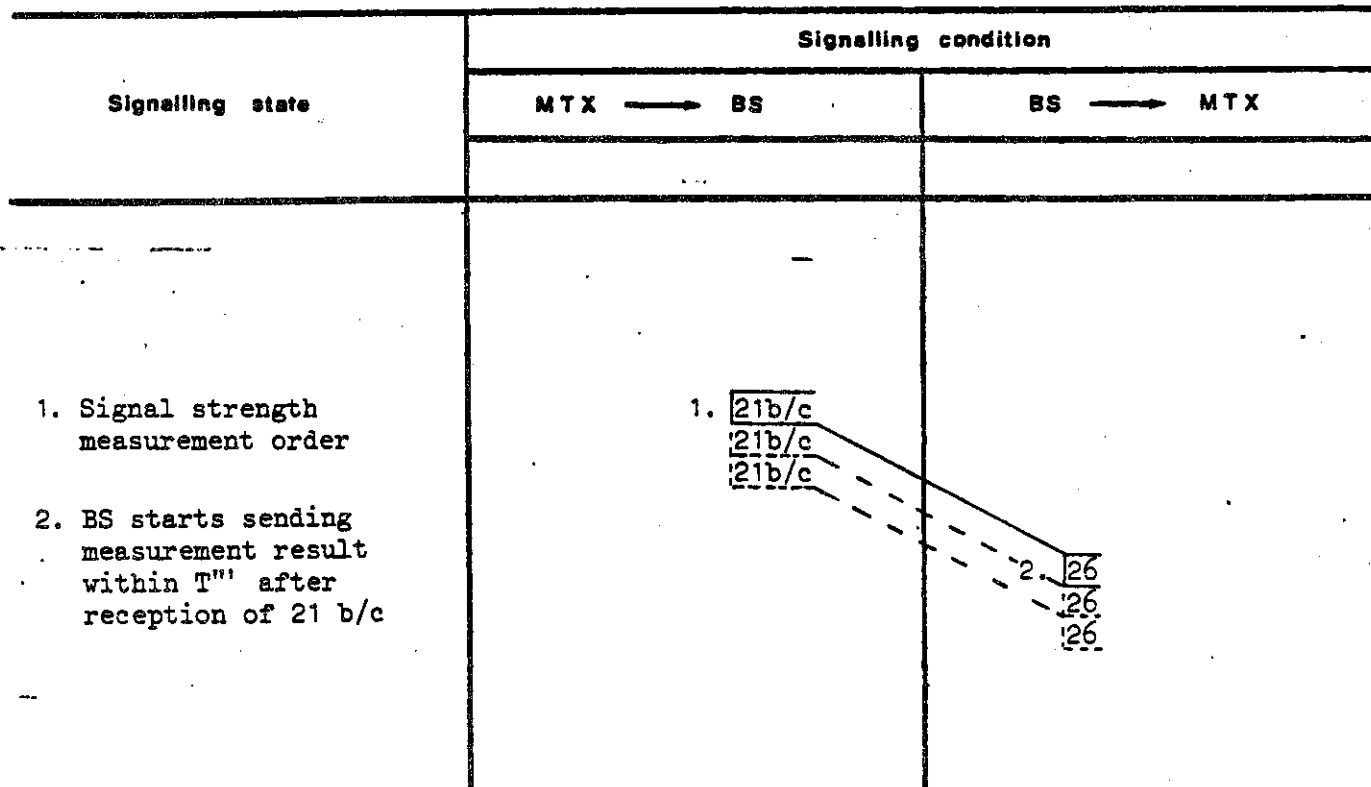 Signalling condition
Signalling state
MTX → BS
BS → MTX
1. Signal strength
measurement order
2. BS starts sending
measurement result
within T"' after
reception of 21 b/c
1. 21b/c
21b/c
21b/c
2. 26
26
26